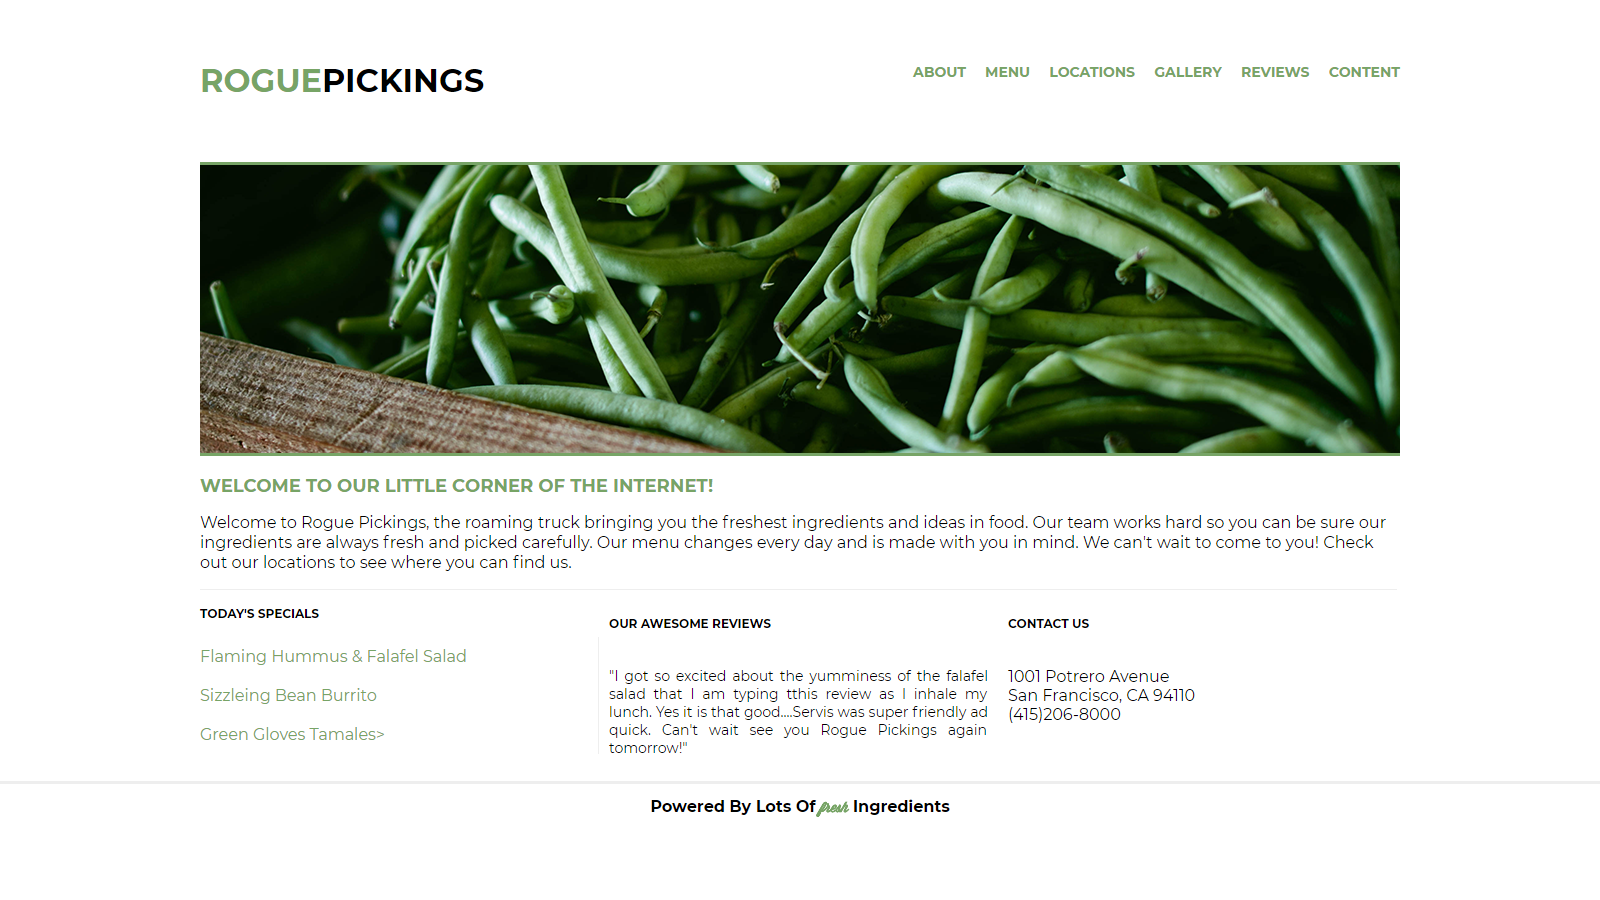 ROGUEPICKINGS
ABOUT MENU LOCATIONS GALLERY REVIEWS CONTENT
WELCOME TO OUR LITTLE CORNER OF THE INTERNET!
Welcome to Rogue Pickings, the roaming truck bringing you the freshest ingredients and ideas in food. Our team works hard so you can be sure our
ingredients are always fresh and picked carefully. Our menu changes every day and is made with you in mind. We can't wait to come to you! Check
out our locations to see where you can find us.
TODAY'S SPECIALS
Flaming Hummus & Falafel Salad
Sizzleing Bean Burrito
Green Gloves Tamales>
OUR AWESOME REVIEWS
"I got so excited about the yumminess of the falafel
salad that I am typing tthis review as I inhale my
lunch. Yes it is that good....Servis was super friendly ad
quick. Can't wait see you Rogue Pickings again
tomorrow!"
CONTACT US
1001 Potrero Avenue
San Francisco, CA 94110
(415)206-8000
Powered By Lots Of fresh Ingredients